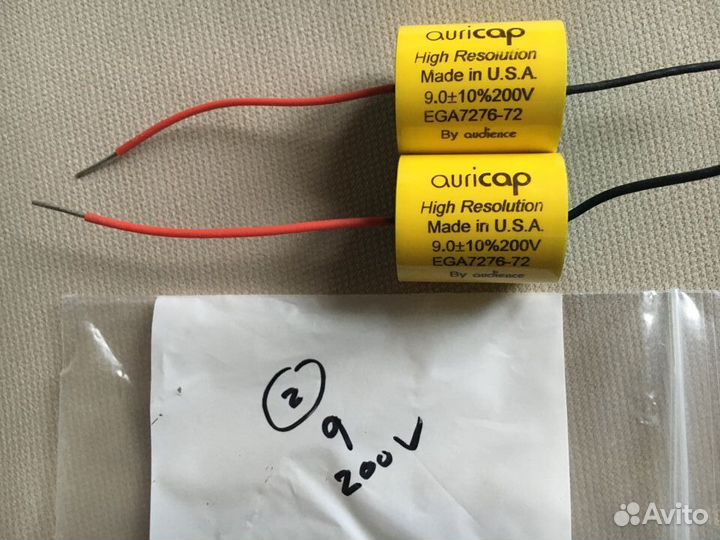 auricap
High Resolution
Made in U.S.A.
9.0±10%200V
EGA7276-72
By audience
auricap
High Resolution
Made in U.S.A.
9.0±10%200V
EGA7276-72
By audience
2
9
200V
Avito